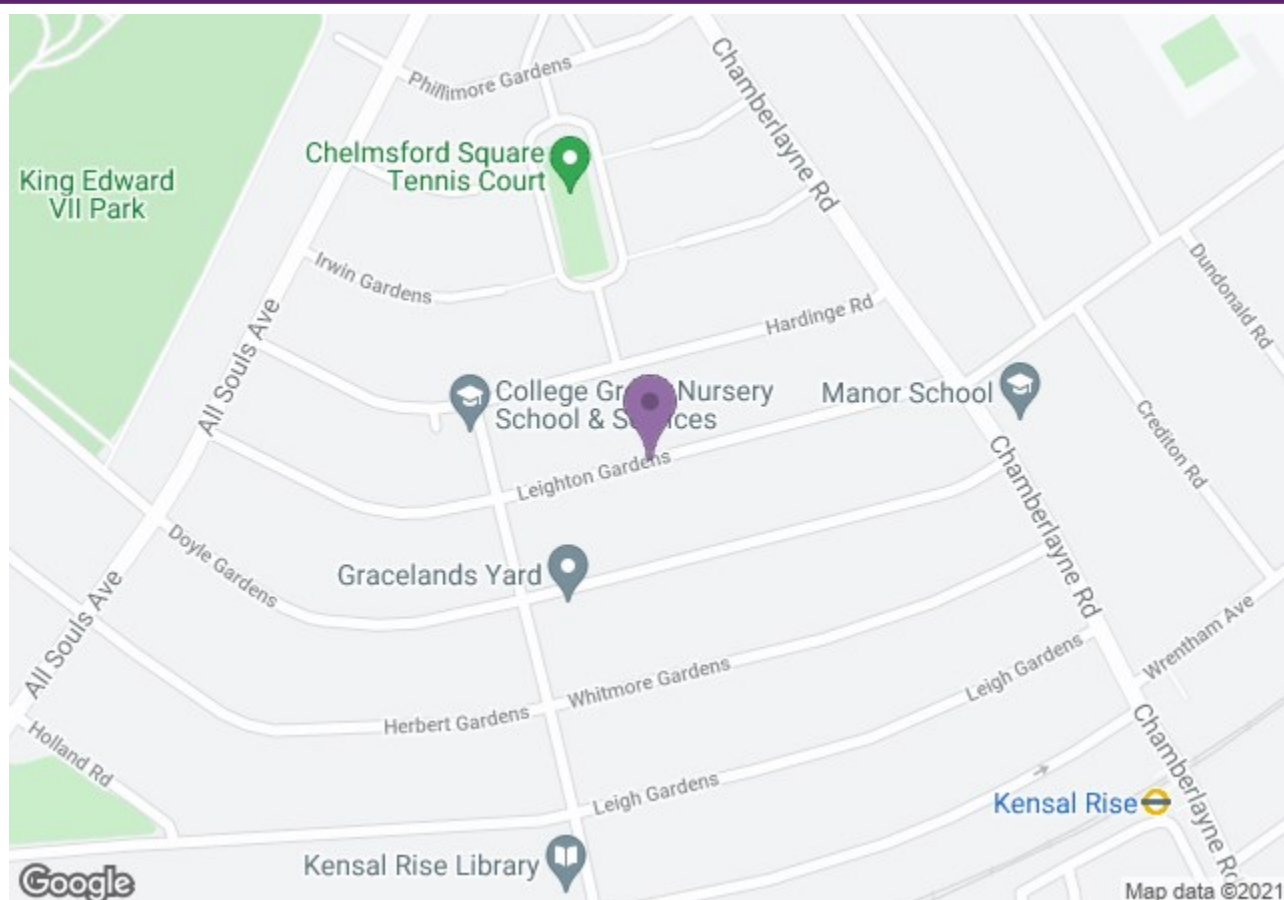 Phillimore Gardens
Chamberlayne Rd
Chelmsford Square
Tennis Court
King Edward
VII Park
Irwin Gardens
Dundonald Rd
All Souls Ave
Hardinge Rd
College Nursery
School &
Manor School
Crediton Rd
Leighton Gardens
Chamberlayne Rd
Doyle Gardens
Gracelands Yard
All Souls Ave
Wrentham Ave
Whitmore Gardens
Leigh Gardens
Herbert Gardens
Holland Rd
Chamberlayne Rd
Leigh Gardens
Kensal Rise
Kensal Rise Library
Google
Map data ©2021